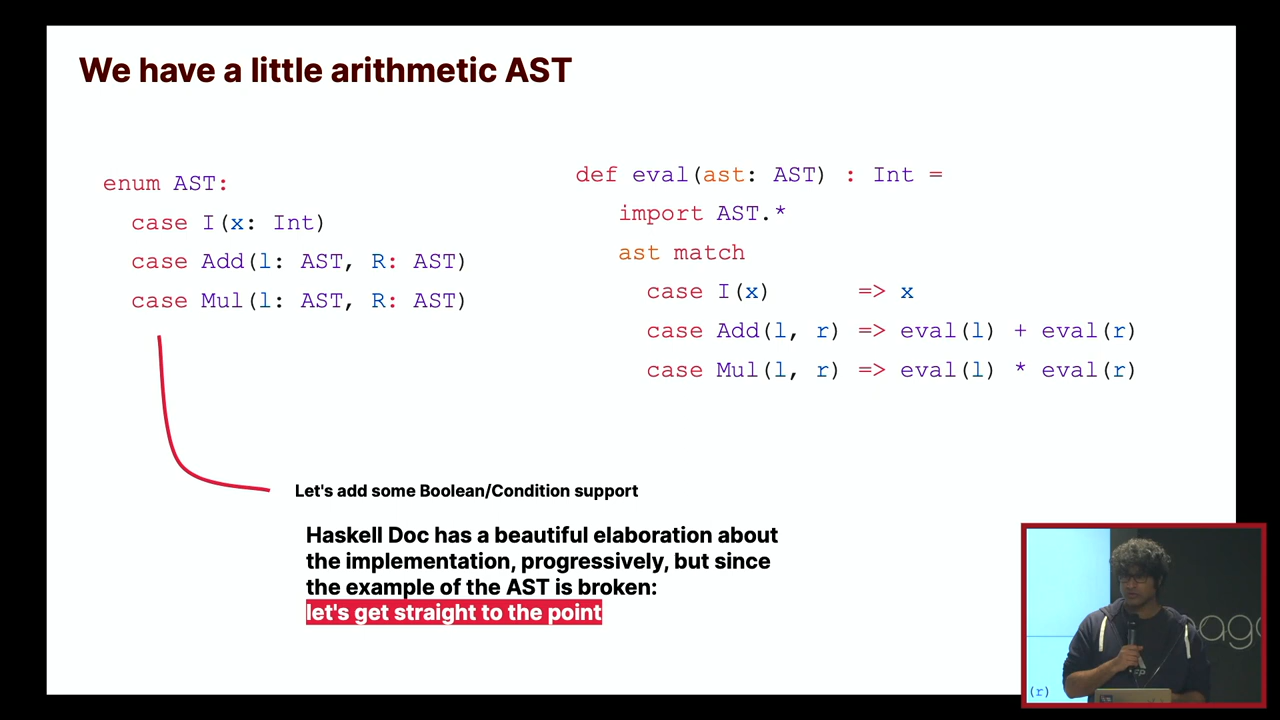 We have a little arithmetic AST
enum AST:
case I(x: Int)
case Add(l: AST, R: AST)
case Mul(l: AST, R: AST)
def eval(ast: AST) : Int =
import AST.*
ast match
case I(x) => x
case Add(l, r) => eval(l) + eval(r)
case Mul(l, r) => eval(l) * eval(r)
Let's add some Boolean/Condition support
Haskell Doc has a beautiful elaboration about
the implementation, progressively, but since
the example of the AST is broken:
let's get straight to the point
(r)